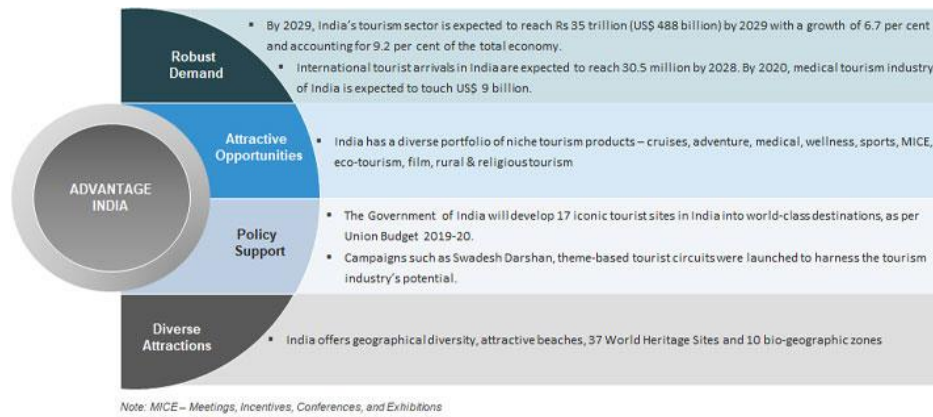 ADVANTAGE
INDIA
Robust
Demand
▪ By 2029, India's tourism sector is expected to reach Rs 35 trillion (US$ 488 billion) by 2029 with a growth of 6.7 per cent
and accounting for 9.2 per cent of the total economy.
▪ International tourist arrivals in India are expected to reach 30.5 million by 2028. By 2020, medical tourism industry
of India is expected to touch US$ 9 billion.
Attractive
Opportunities
▪ India has a diverse portfolio of niche tourism products – cruises, adventure, medical, wellness, sports, MICE,
eco-tourism, film, rural & religious tourism
Policy
Support
▪ The Government of India will develop 17 iconic tourist sites in India into world-class destinations, as per
Union Budget 2019-20.
▪ Campaigns such as Swadesh Darshan, theme-based tourist circuits were launched to harness the tourism
industry's potential.
Diverse
Attractions
▪ India offers geographical diversity, attractive beaches, 37 World Heritage Sites and 10 bio-geographic zones
Note: MICE – Meetings, Incentives, Conferences, and Exhibitions